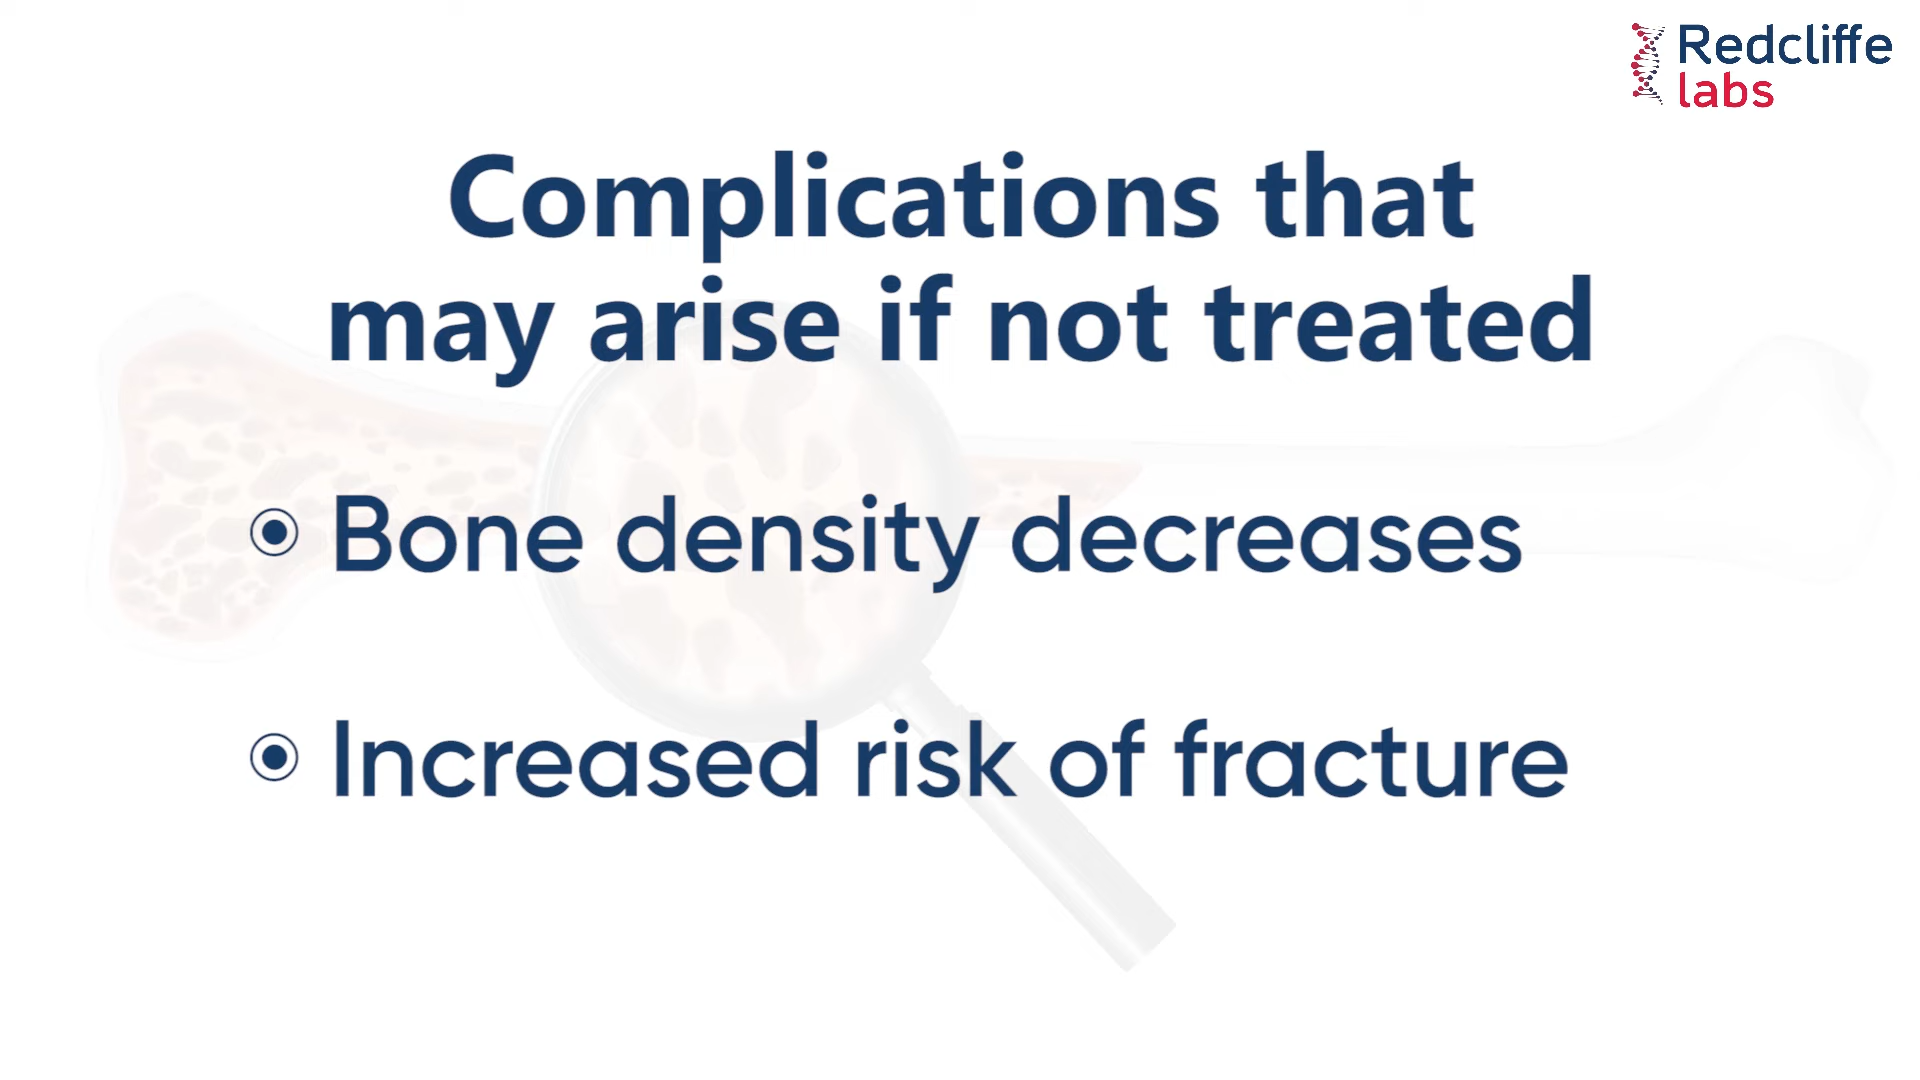 Redcliffe
labs
Complications that
may arise if not treated
Bone density decreases
Increased risk of fracture